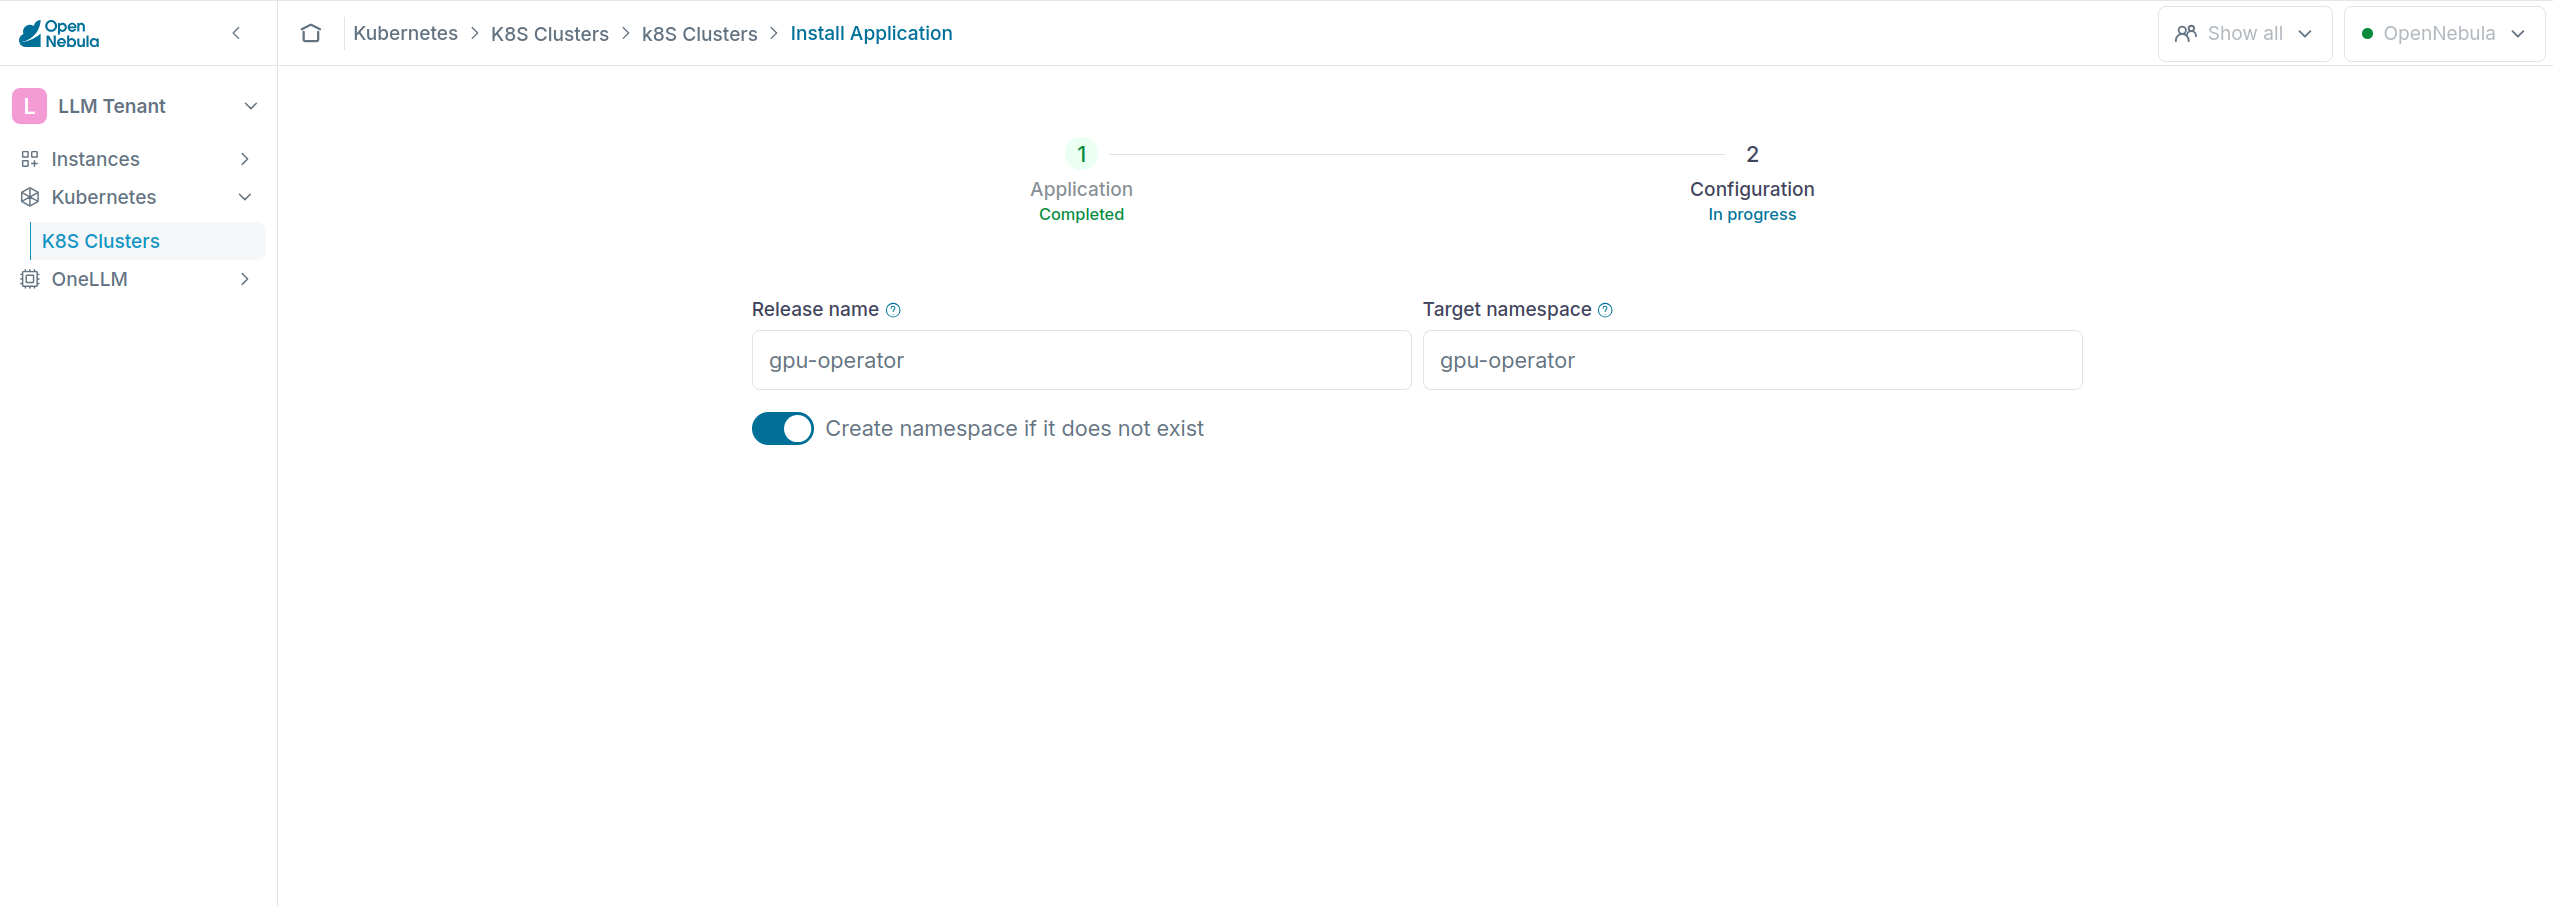 Open
Nebula
Kubernetes
K8S Clusters
k8S Clusters
Install Application
Show all
OpenNebula
L
LLM Tenant
Instances
Kubernetes
K8S Clusters
OneLLM
1
Application
Completed
2
Configuration
In progress
Release name
Target namespace
gpu-operator
gpu-operator
Create namespace if it does not exist